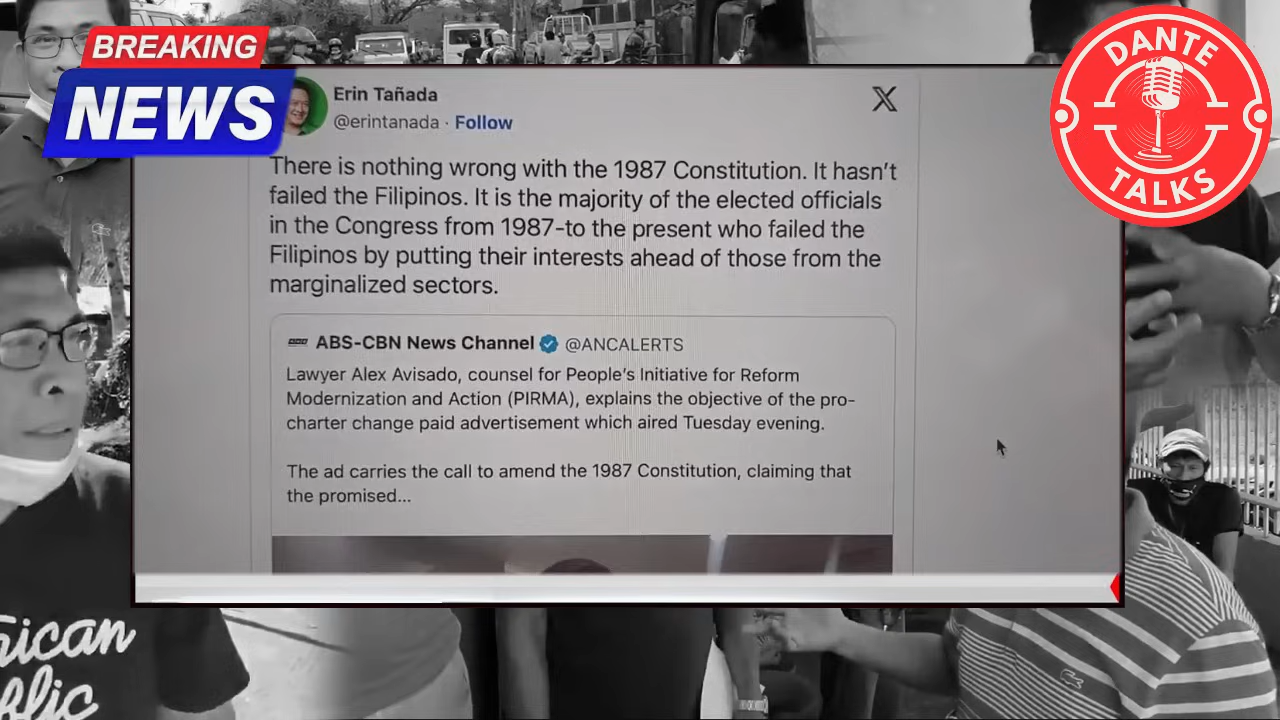 BREAKING
NEWS
DANTE
TALKS
Erin Tañada
@erintanada · Follow
There is nothing wrong with the 1987 Constitution. It hasn't
failed the Filipinos. It is the majority of the elected officials
in the Congress from 1987-to the present who failed the
Filipinos by putting their interests ahead of those from the
marginalized sectors.
ABS-CBN News Channel @ANCALERTS
Lawyer Alex Avisado, counsel for People's Initiative for Reform
Modernization and Action (PIRMA), explains the objective of the pro-
charter change paid advertisement which aired Tuesday evening.
The ad carries the call to amend the 1987 Constitution, claiming that
the promised...